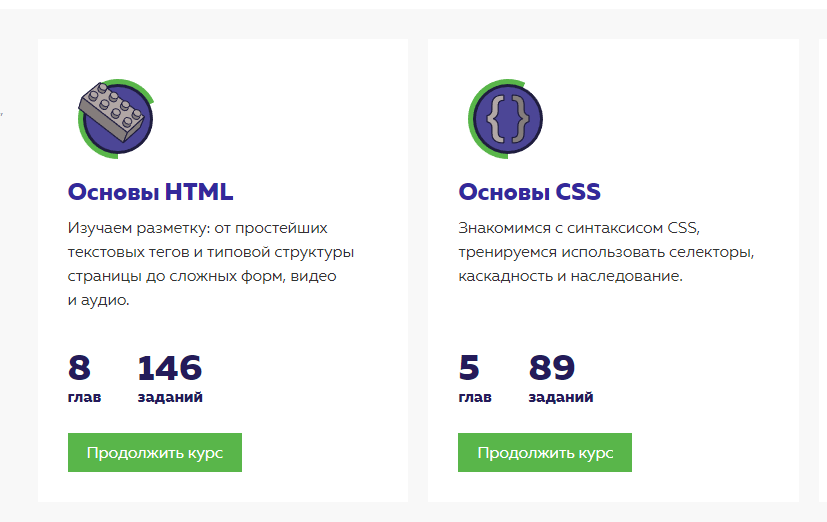 Основы HTML
Изучаем разметку: от простейших
текстовых тегов и типовой структуры
страницы до сложных форм, видео
и аудио.
8 146
глав заданий
Продолжить курс
Основы CSS
Знакомимся с синтаксисом CSS,
тренируемся использовать селекторы,
каскадность и наследование.
5 89
глав заданий
Продолжить курс